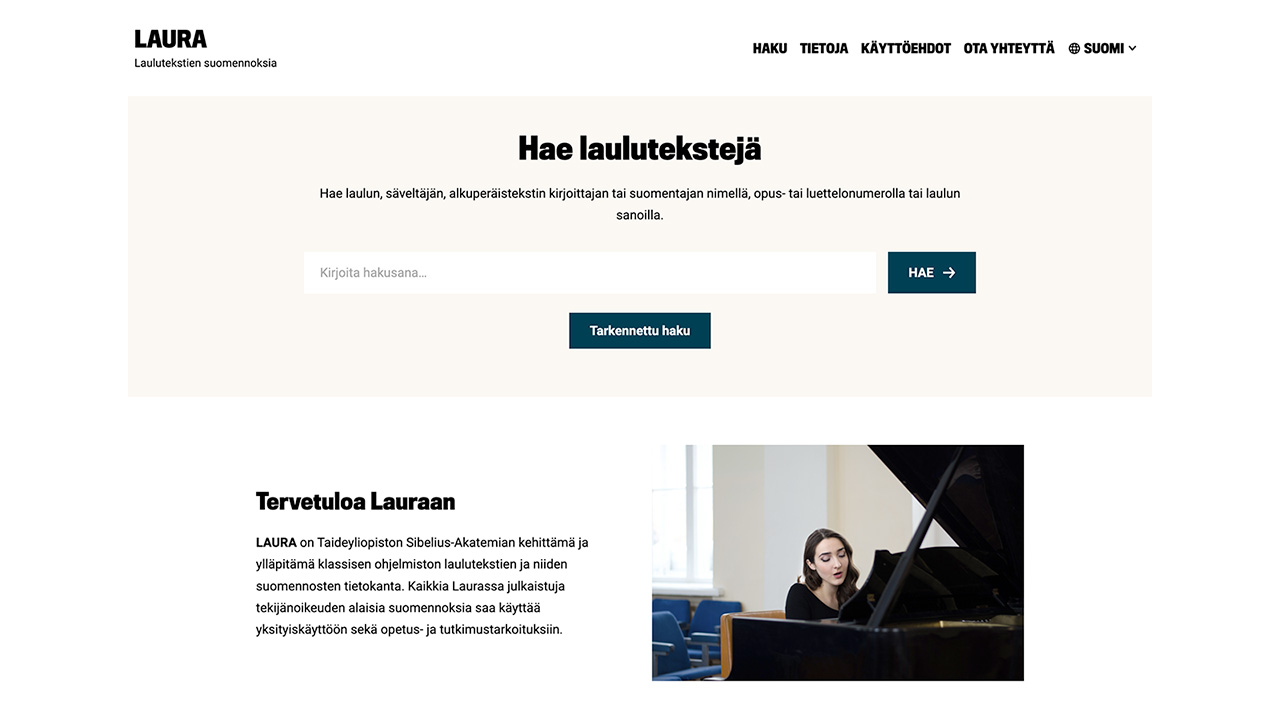 LAURA
Laulutekstien suomennoksia
HAKU TIETOJA KÄYTTÖEHDOT OTA YHTEYTTÄ SUOMI
Hae laulutekstejä
Hae laulun, säveltäjän, alkuperäistekstin kirjoittajan tai suomentajan nimellä, opus- tai luettelonumerolla tai laulun
sanoilla.
Kirjoita hakusana…
HAE
Tarkennettu haku
Tervetuloa Lauraan
LAURA on Taideyliopiston Sibelius-Akatemian kehittämä ja
ylläpitämä klassisen ohjelmiston laulutekstien ja niiden
suomennosten tietokanta. Kaikkia Laurassa julkaistuja
tekijänoikeuden alaisia suomennoksia saa käyttää
yksityiskäyttöön sekä opetus- ja tutkimustarkoituksiin.